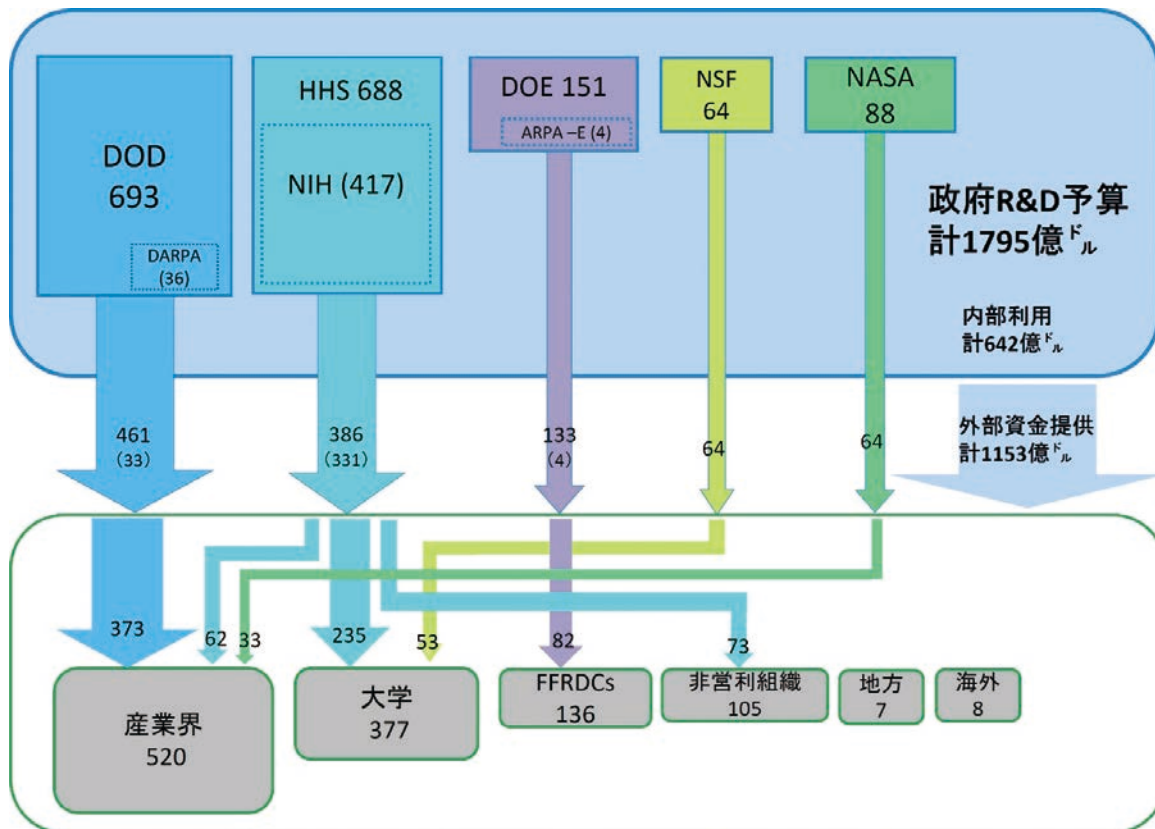 DOD
693
DARPA
(36)
HHS 688
NIH (417)
DOE 151
ARPA –E (4)
NSF
64
NASA
88
政府R&D予算
計1795億ドル
内部利用
計642億ドル
461
(33)
386
(331)
133
(4)
64
64
外部資金提供
計1153億ドル
373
62
33
235
53
82
73
産業界
520
大学
377
FFRDCs
136
非営利組織
105
地方
7
海外
8